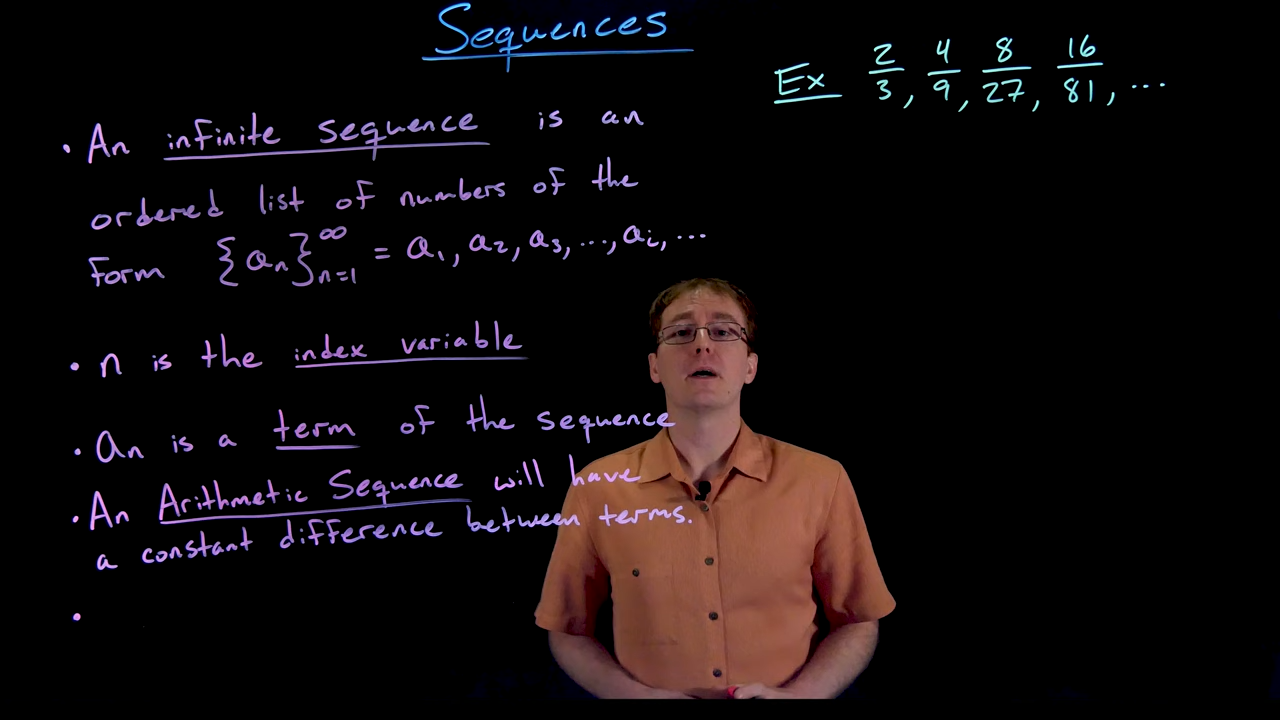 Sequences
• An infinite sequence is an
ordered list of numbers of the
form {aₙ}ₙ₌₁^∞ = a₁, a₂, a₃, ..., aᵢ, ...
• n is the index variable
• aₙ is a term of the sequence
• An Arithmetic Sequence will have
a constant difference between terms.
•
Ex 2/3, 4/9, 8/27, 16/81, ...